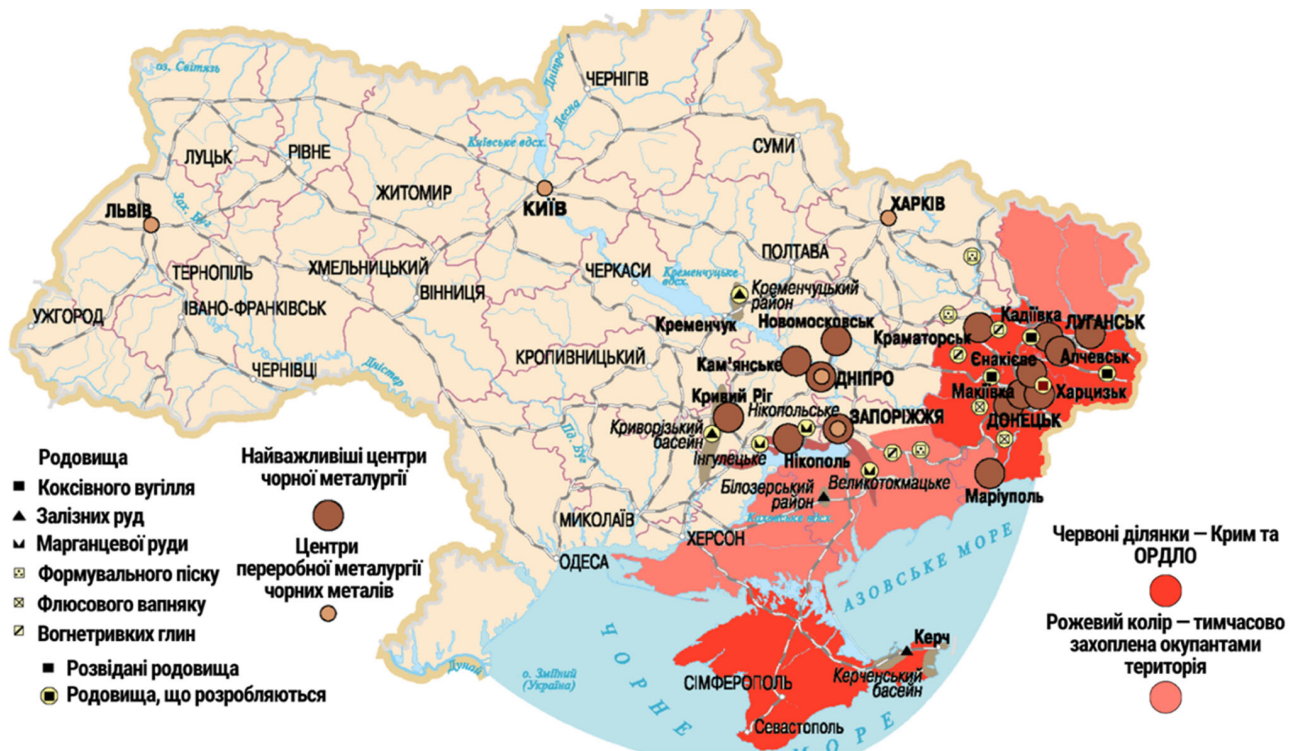 оз. Світязь
Дніпро
ЧЕРНІГІВ
Десна
Київське вдсх.
СУМИ
ЛУЦЬК
РІВНЕ
ЖИТОМИР
КИЇВ
ХАРКІВ
ЛЬВІВ
Зах. Буг
ТЕРНОПІЛЬ
ХМЕЛЬНИЦЬКИЙ
ВІННИЦЯ
ЧЕРКАСИ
ПОЛТАВА
Кременчуцьке
вдсх.
Кременчуцький
район
ІВАНО-ФРАНКІВСЬК
УЖГОРОД
ЧЕРНІВЦІ
Дністер
Кременчук
Новомосковськ
Кадіївка
ЛУГАНСЬК
Краматорськ
КРОПИВНИЦЬКИЙ
Кам'янське
ДНІПРО
Єнакієве
Алчевськ
Кривий Ріг
Нікопольське
Макіївка
Харцизьк
Криворізький
басейн
ЗАПОРІЖЖЯ
ДОНЕЦЬК
Пд. Буг
Інгулецьке
Нікополь
Великотокмацьке
Маріуполь
Білозерський
район
Каховське вдсх.
МИКОЛАЇВ
ХЕРСОН
ОДЕСА
АЗОВСЬКЕ МОРЕ
Дунай
о. Зміїний
(Україна)
ЧОРНЕ
МОРЕ
Керч
Керченський
басейн
СІМФЕРОПОЛЬ
Севастополь
Родовища
Коксівного вугілля
Залізних руд
Марганцевої руди
Формувального піску
Флюсового вапняку
Вогнетривких глин
Розвідані родовища
Родовища, що розробляються
Найважливіші центри
чорної металургії
Центри
переробної металургії
чорних металів
Червоні ділянки — Крим та
ОРДЛО
Рожевий колір — тимчасово
захоплена окупантами
територія